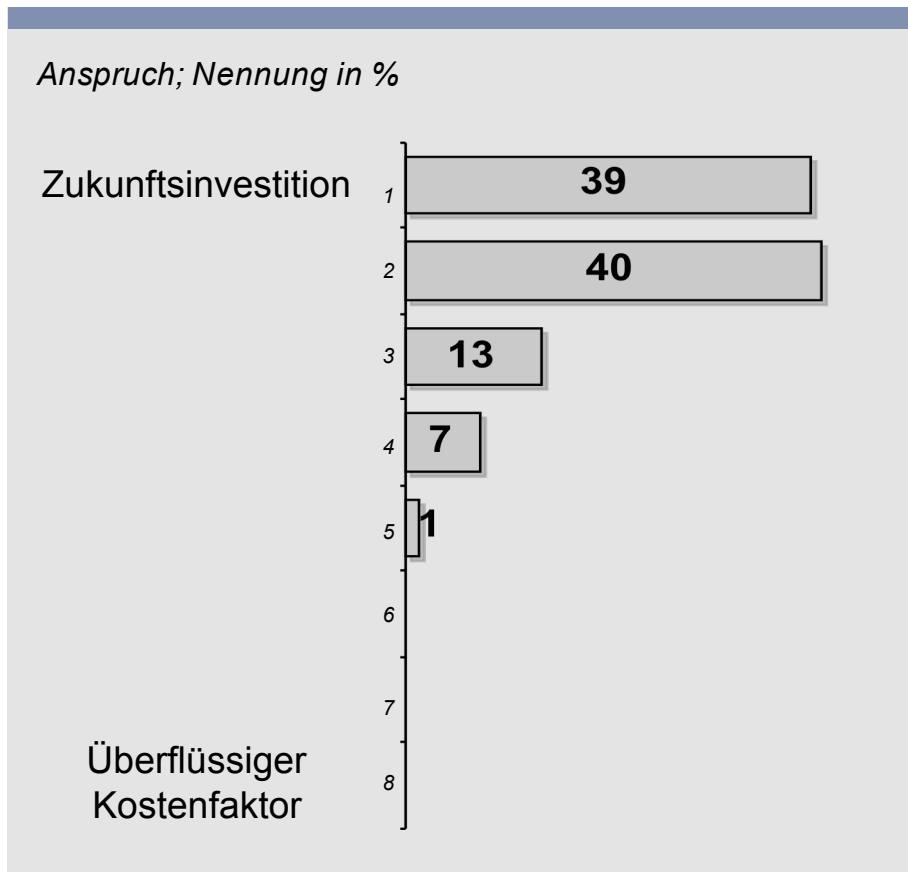 Anspruch; Nennung in %
Zukunftsinvestition 1 39
2 40
3 13
4 7
5 1
6
7
Überflüssiger
Kostenfaktor 8